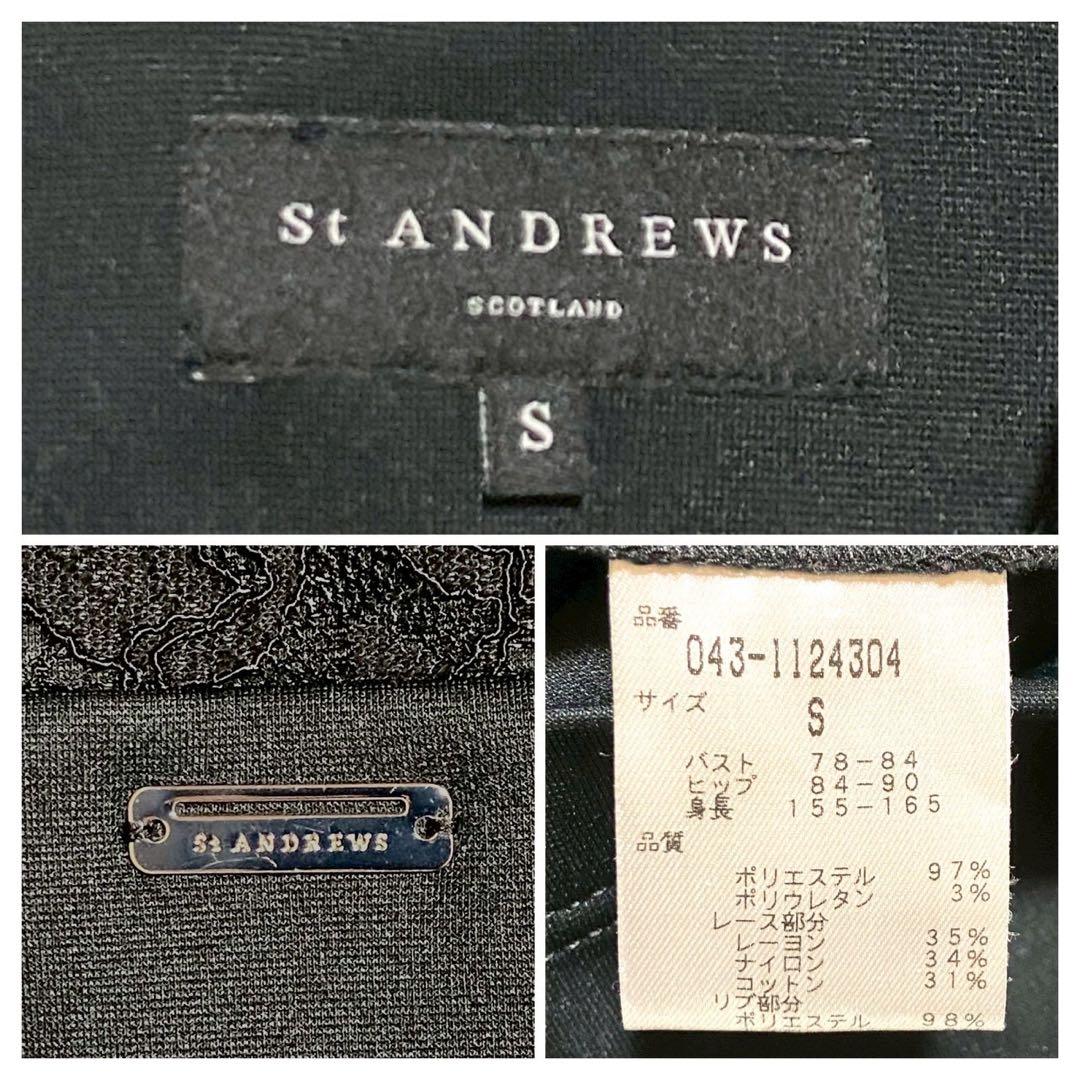 St ANDREWS
SCOTLAND
S
St ANDREWS
品番
043-1124304
サイズ
S
バスト 78-84
ヒップ 84-90
身長 155-165
品質
ポリエステル 97%
ポリウレタン 3%
レース部分
レーヨン 35%
ナイロン 34%
コットン 31%
リブ部分
ポリエステル 98%